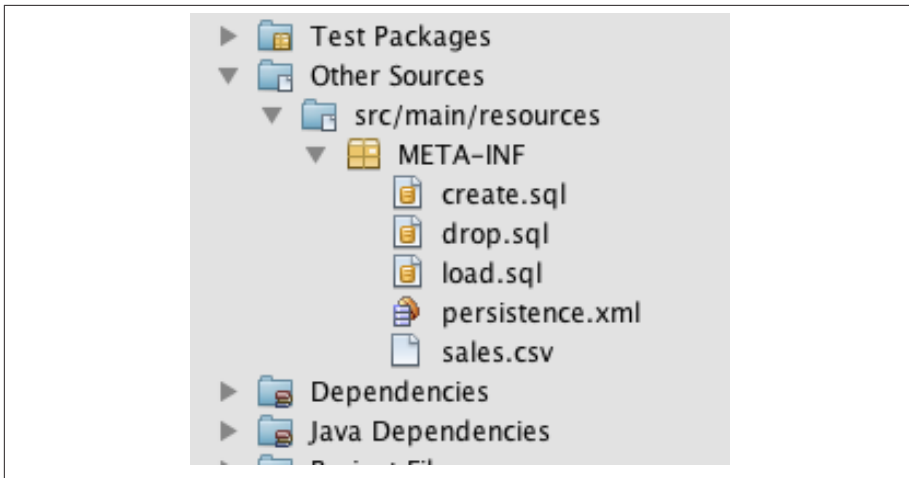 Test Packages
Other Sources
src/main/resources
META-INF
create.sql
drop.sql
load.sql
persistence.xml
sales.csv
Dependencies
Java Dependencies